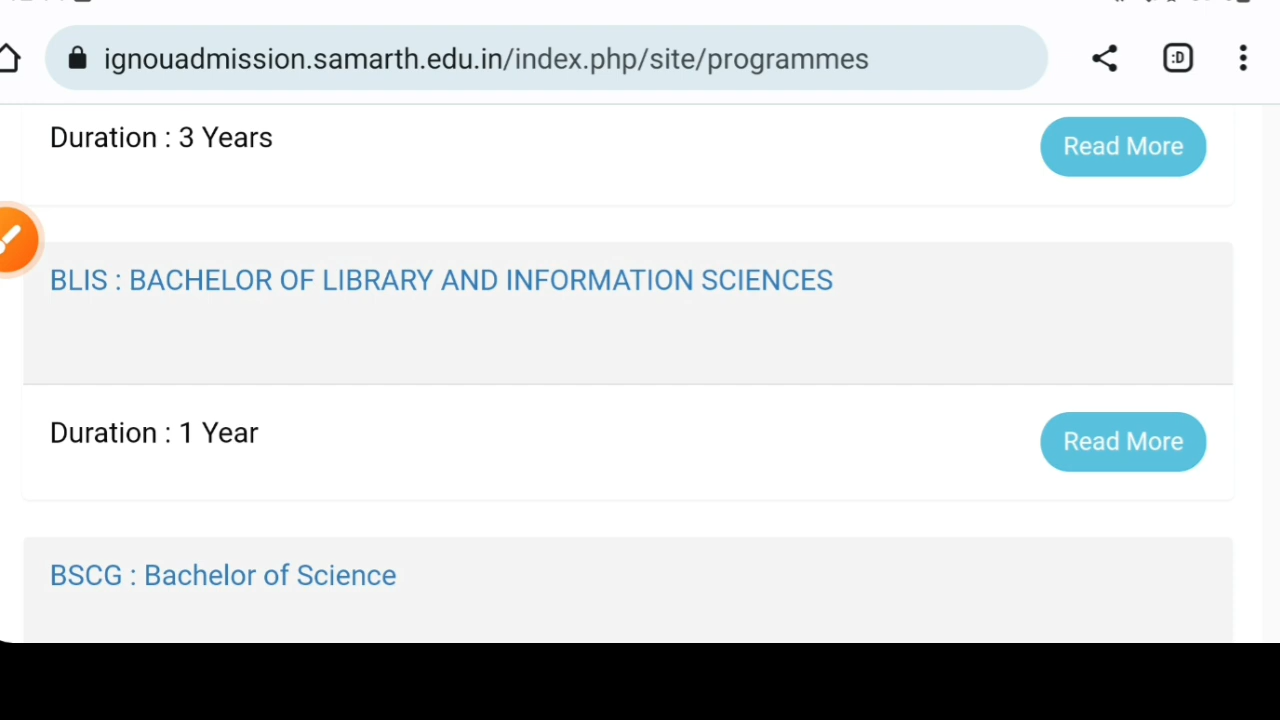 ignouadmission.samarth.edu.in/index.php/site/programmes
:D
Duration : 3 Years
Read More
BLIS : BACHELOR OF LIBRARY AND INFORMATION SCIENCES
Duration : 1 Year
Read More
BSCG : Bachelor of Science